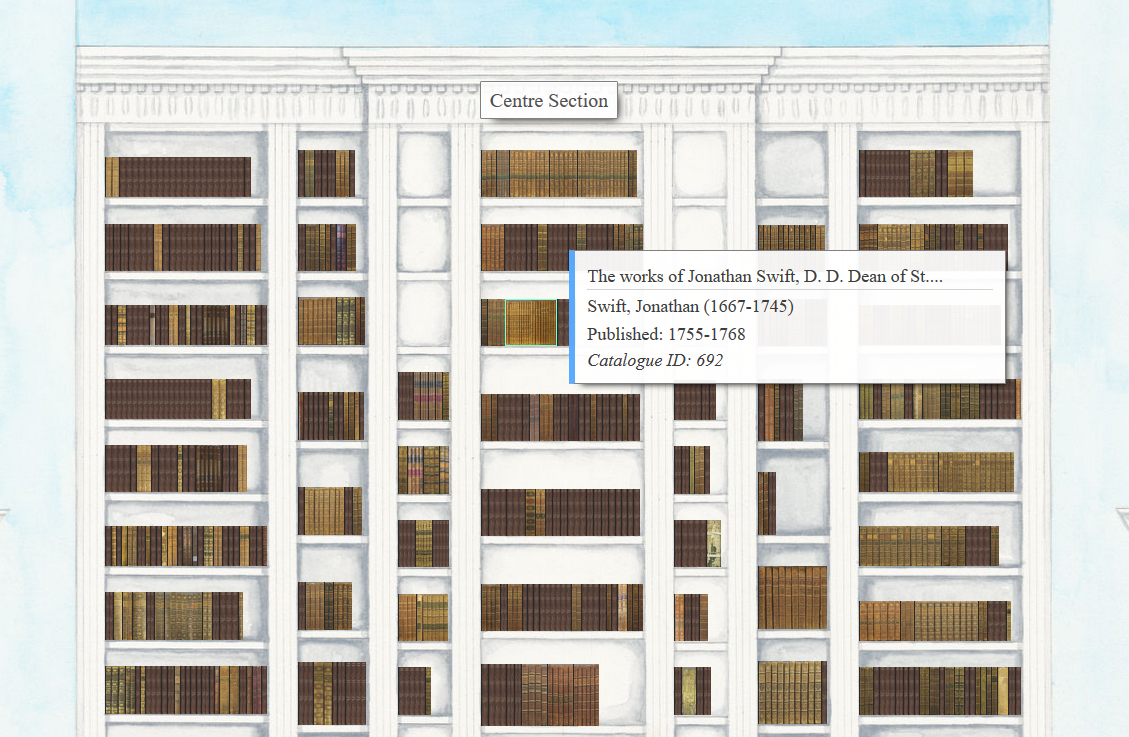 Centre Section
The works of Jonathan Swift, D. D. Dean of St....
Swift, Jonathan (1667-1745)
Published: 1755-1768
Catalogue ID: 692